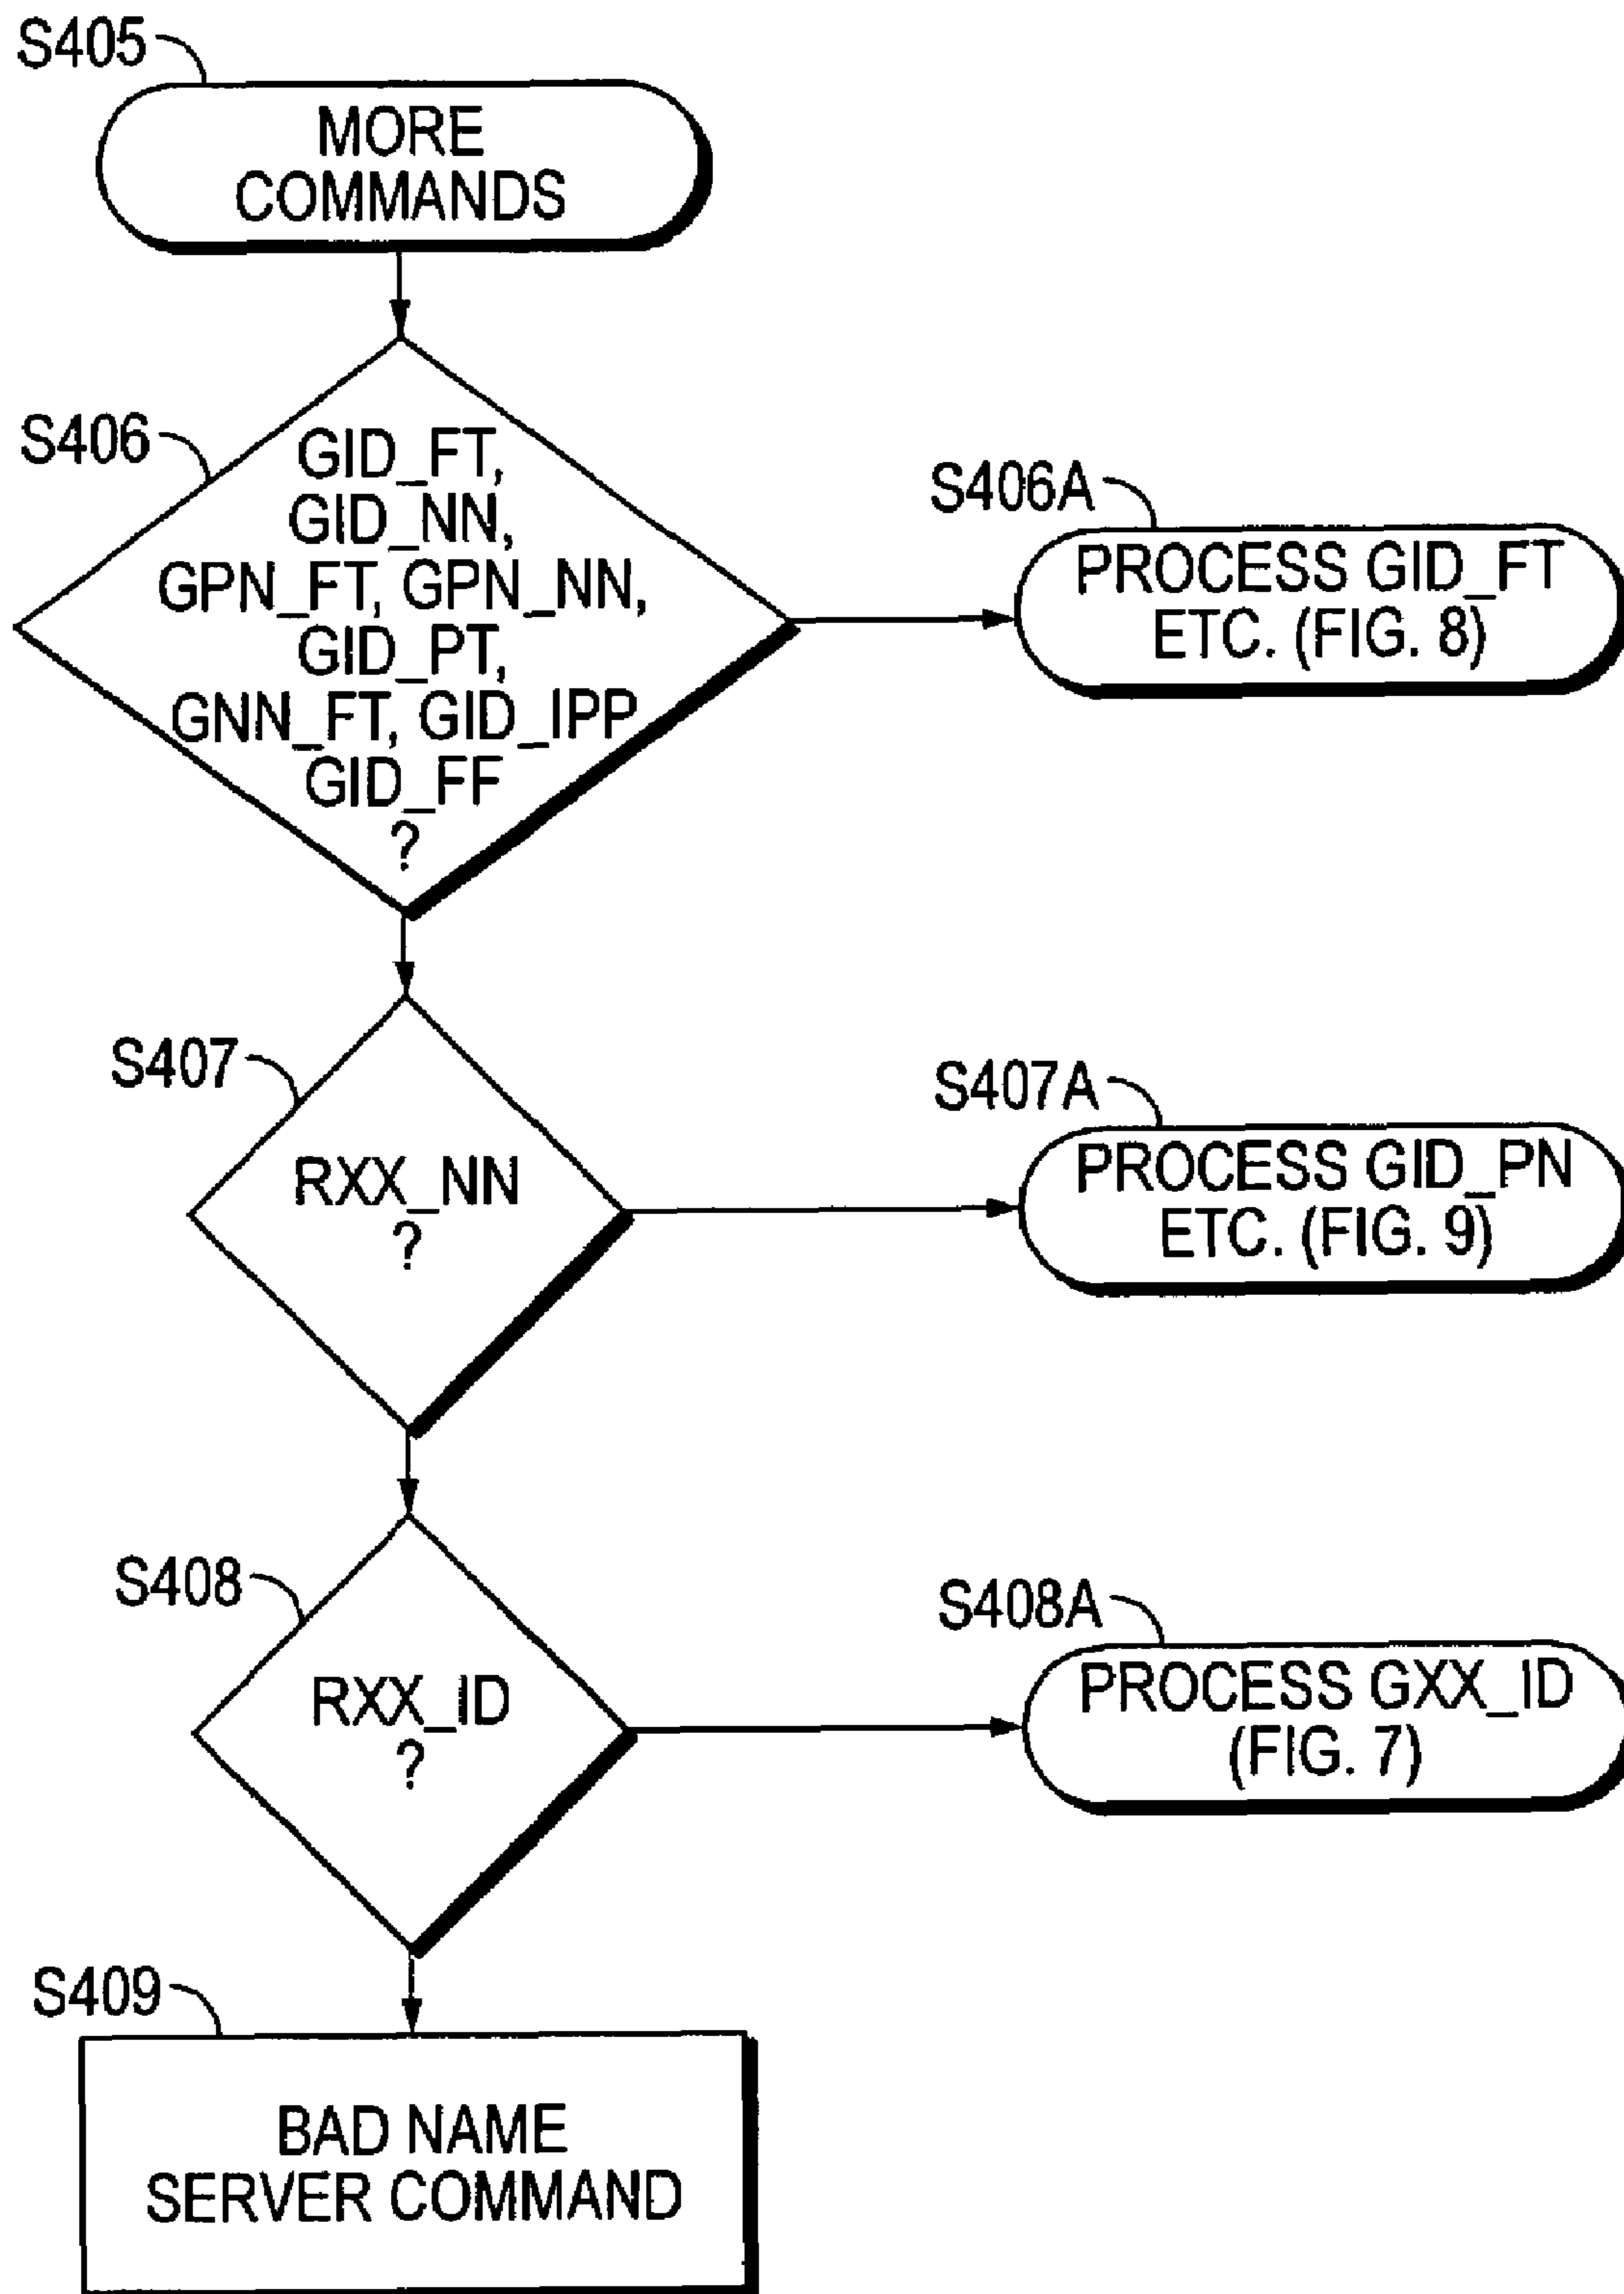 S405
MORE
COMMANDS
S406
GID_FT,
GID_NN,
GPN_FT, GPN_NN,
GID_PT,
GNN_FT, GID_IPP
GID_FF
?
S406A
PROCESS GID_FT
ETC. (FIG. 8)
S407
RXX_NN
?
S407A
PROCESS GID_PN
ETC. (FIG. 9)
S408
RXX_ID
?
S408A
PROCESS GXX_ID
(FIG. 7)
S409
BAD NAME
SERVER COMMAND